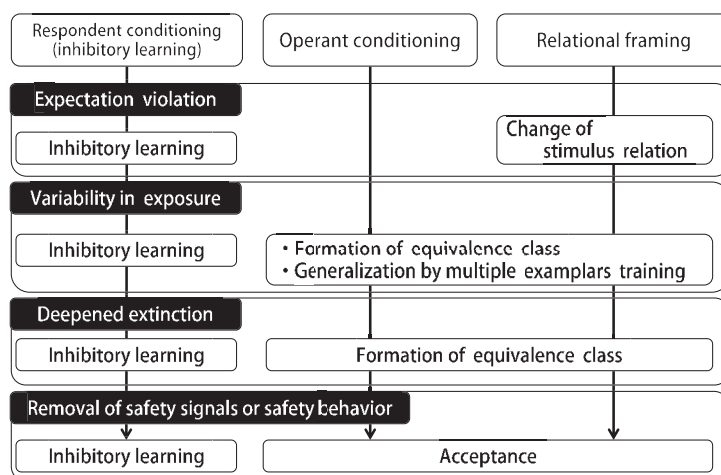 Respondent conditioning
(inhibitory learning)
Operant conditioning
Relational framing
Expectation violation
Inhibitory learning
Change of
stimulus relation
Variability in exposure
Inhibitory learning
・Formation of equivalence class
・Generalization by multiple examplars training
Deepened extinction
Inhibitory learning
Formation of equivalence class
Removal of safety signals or safety behavior
Inhibitory learning
Acceptance